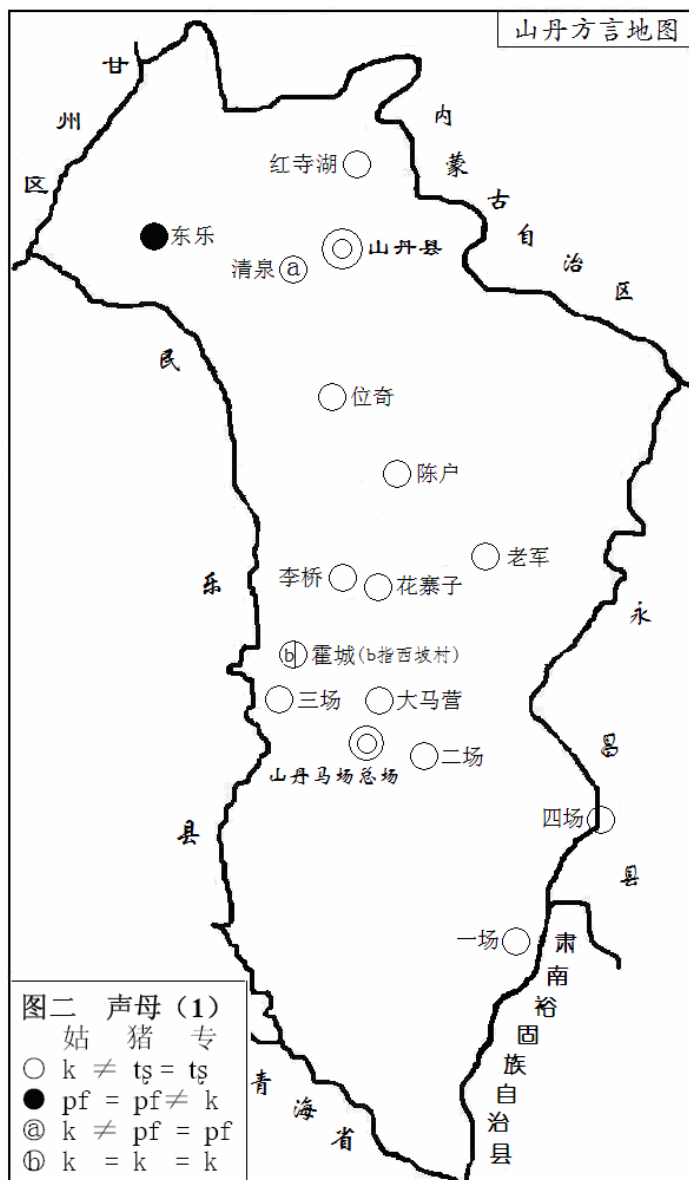 山丹方言地图
甘州区
内蒙古自治区
红寺湖
东乐
山丹县
清泉 a
民乐县
位奇
陈户
老军
李桥
花寨子
永昌县
b 霍城(b指西坡村)
三场
大马营
山丹马场总场
二场
四场
一场
肃南裕固族自治县
青海省
图二 声母（1）
姑 猪 专
○ k ≠ tʂ = tʂ
● pf = pf ≠ k
ⓐ k ≠ pf = pf
ⓑ k = k = k